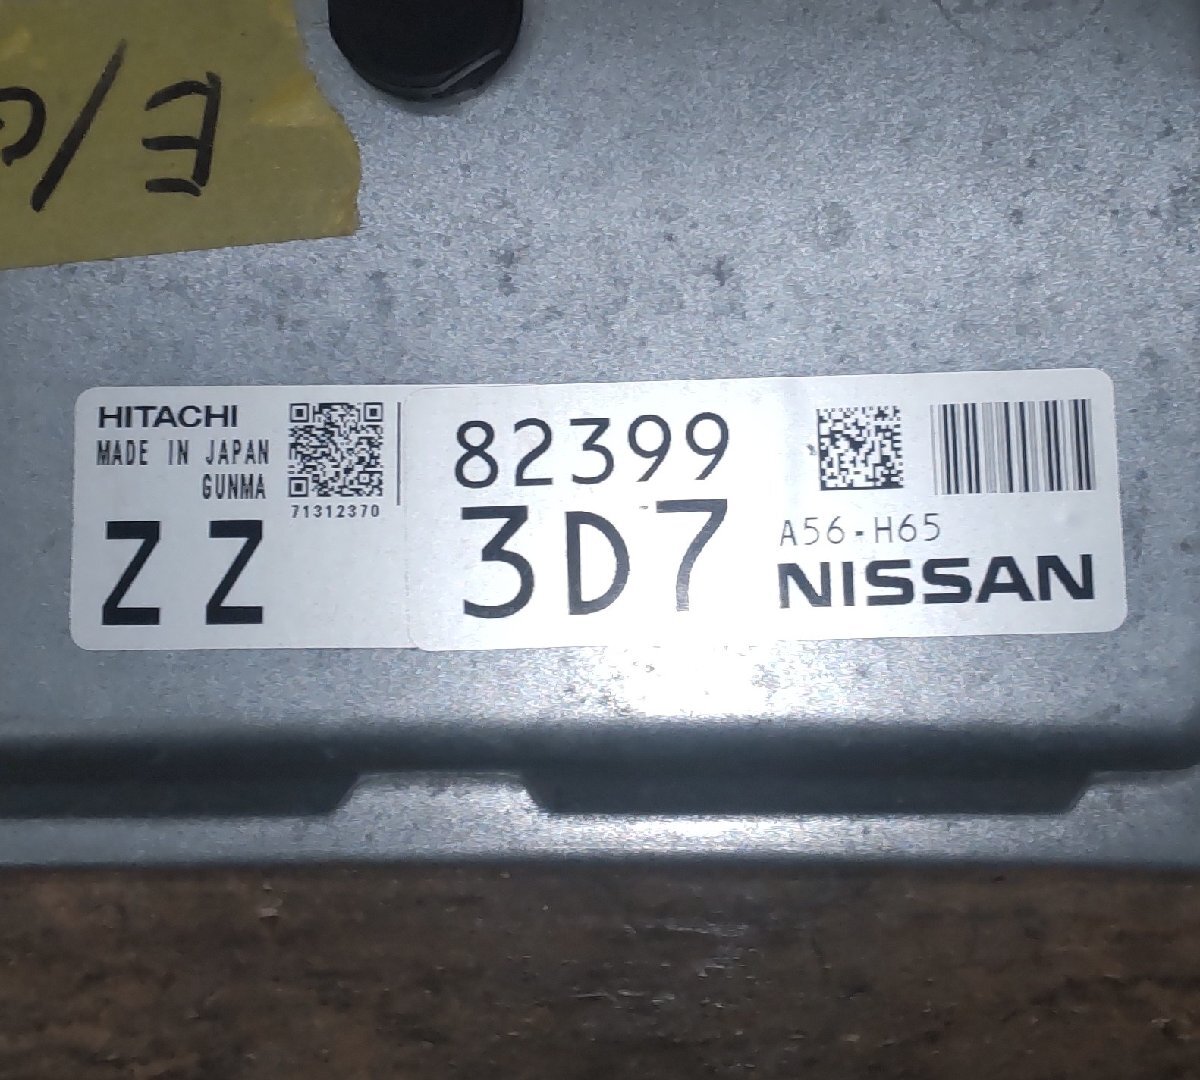 E/G
HITACHI
MADE IN JAPAN
GUNMA
71312370
ZZ
82399
3D7
A56-H65
NISSAN